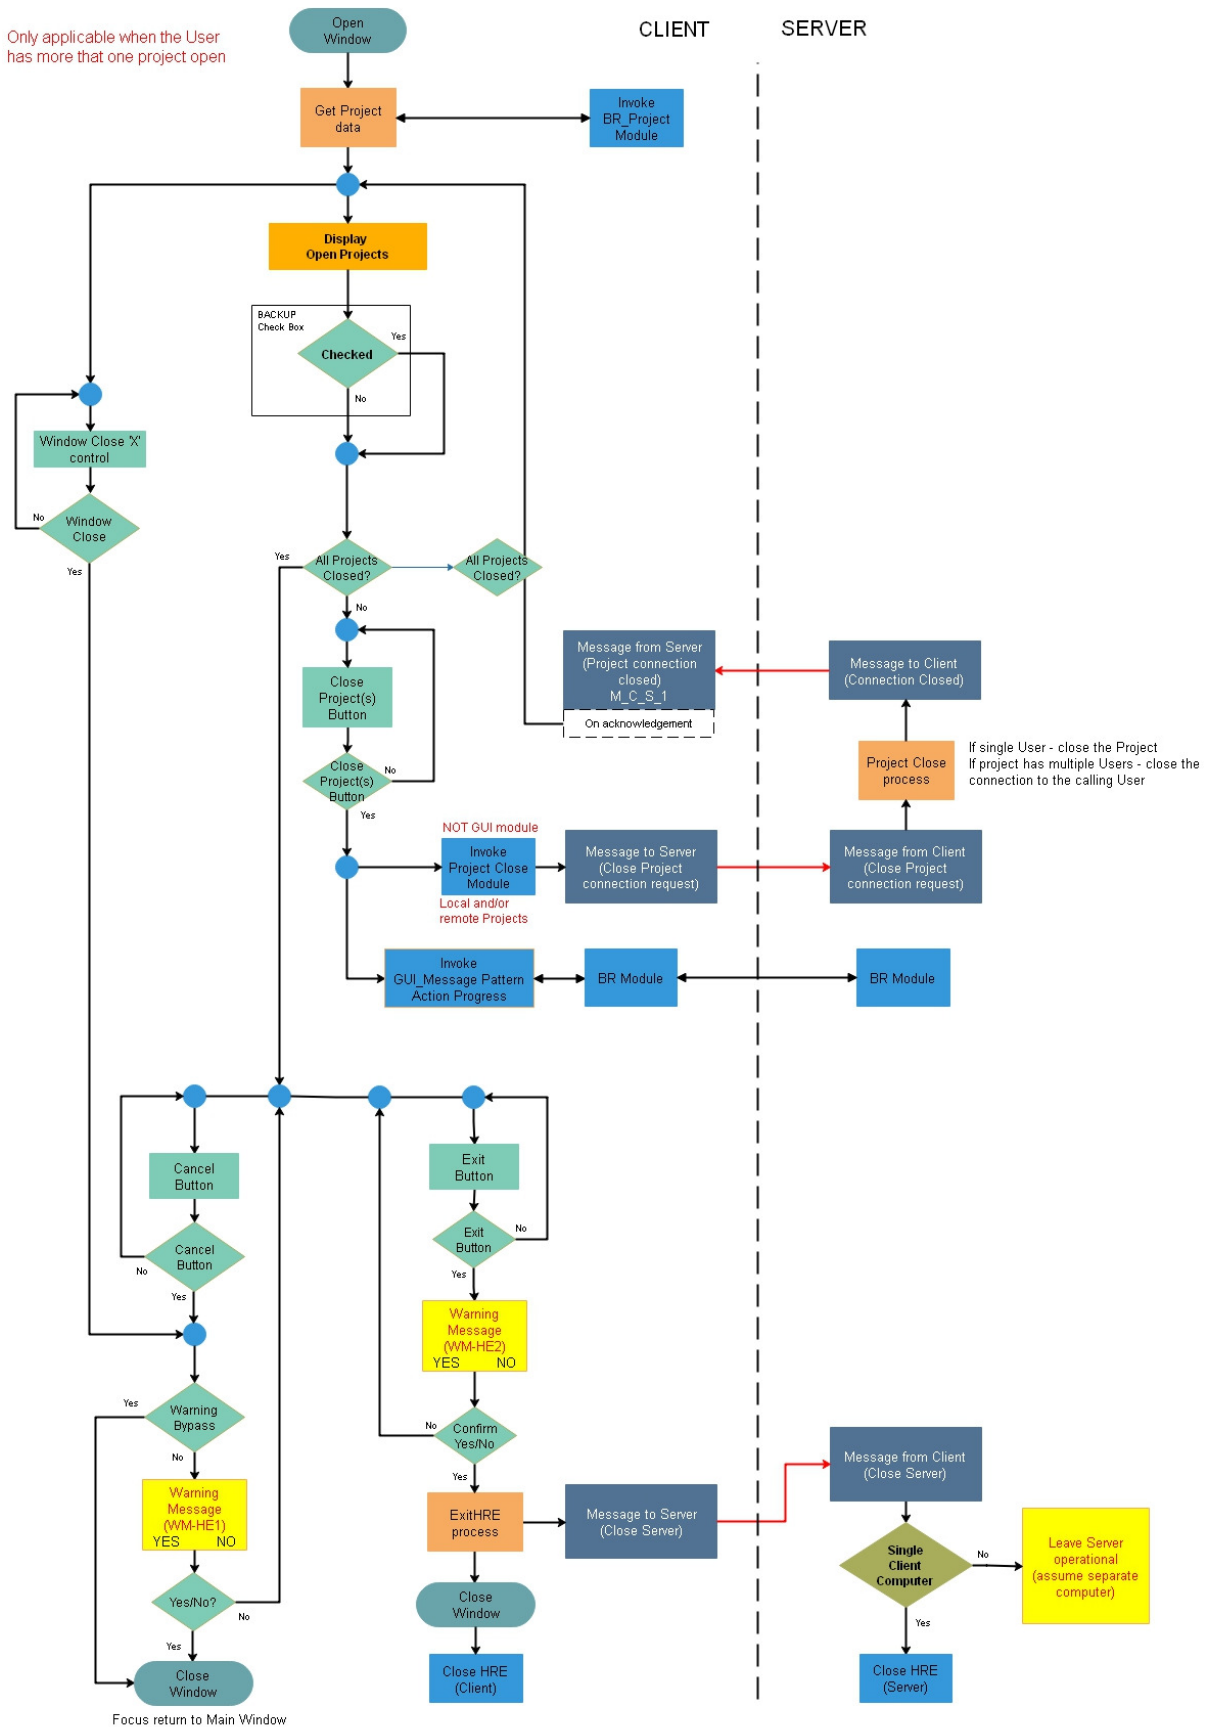 Open
Window
CLIENT
SERVER
Only applicable when the User
has more that one project open
Get Project
data
Invoke
BR_Project
Module
Display
Open Projects
BACKUP
Check Box
Yes
Checked
No
Window Close 'X'
control
No
Window
Close
Yes
Yes
All Projects
Closed?
All Projects
Closed?
No
Close
Project(s)
Button
Close
Project(s)
Button
No
Yes
Message from Server
(Project connection
closed)
M_C_S_1
On acknowledgement
Message to Client
(Connection Closed)
Project Close
process
If single User - close the Project
If project has multiple Users - close the
connection to the calling User
NOT GUI module
Invoke
Project Close
Module
Local and/or
remote Projects
Message to Server
(Close Project
connection request)
Message from Client
(Close Project
connection request)
Invoke
GUI_Message Pattern
Action Progress
BR Module
BR Module
Cancel
Button
Cancel
Button
No
Yes
Exit
Button
Exit
Button
No
Yes
Warning
Message
(WM-HE2)
YES NO
Yes
Warning
Bypass
No
No
Confirm
Yes/No
Yes
Warning
Message
(WM-HE1)
YES NO
Yes/No?
No
Yes
Close
Window
Focus return to Main Window
ExitHRE
process
Message to Server
(Close Server)
Close
Window
Close HRE
(Client)
Message from Client
(Close Server)
Single
Client
Computer
No
Yes
Leave Server
operational
(assume separate
computer)
Close HRE
(Server)